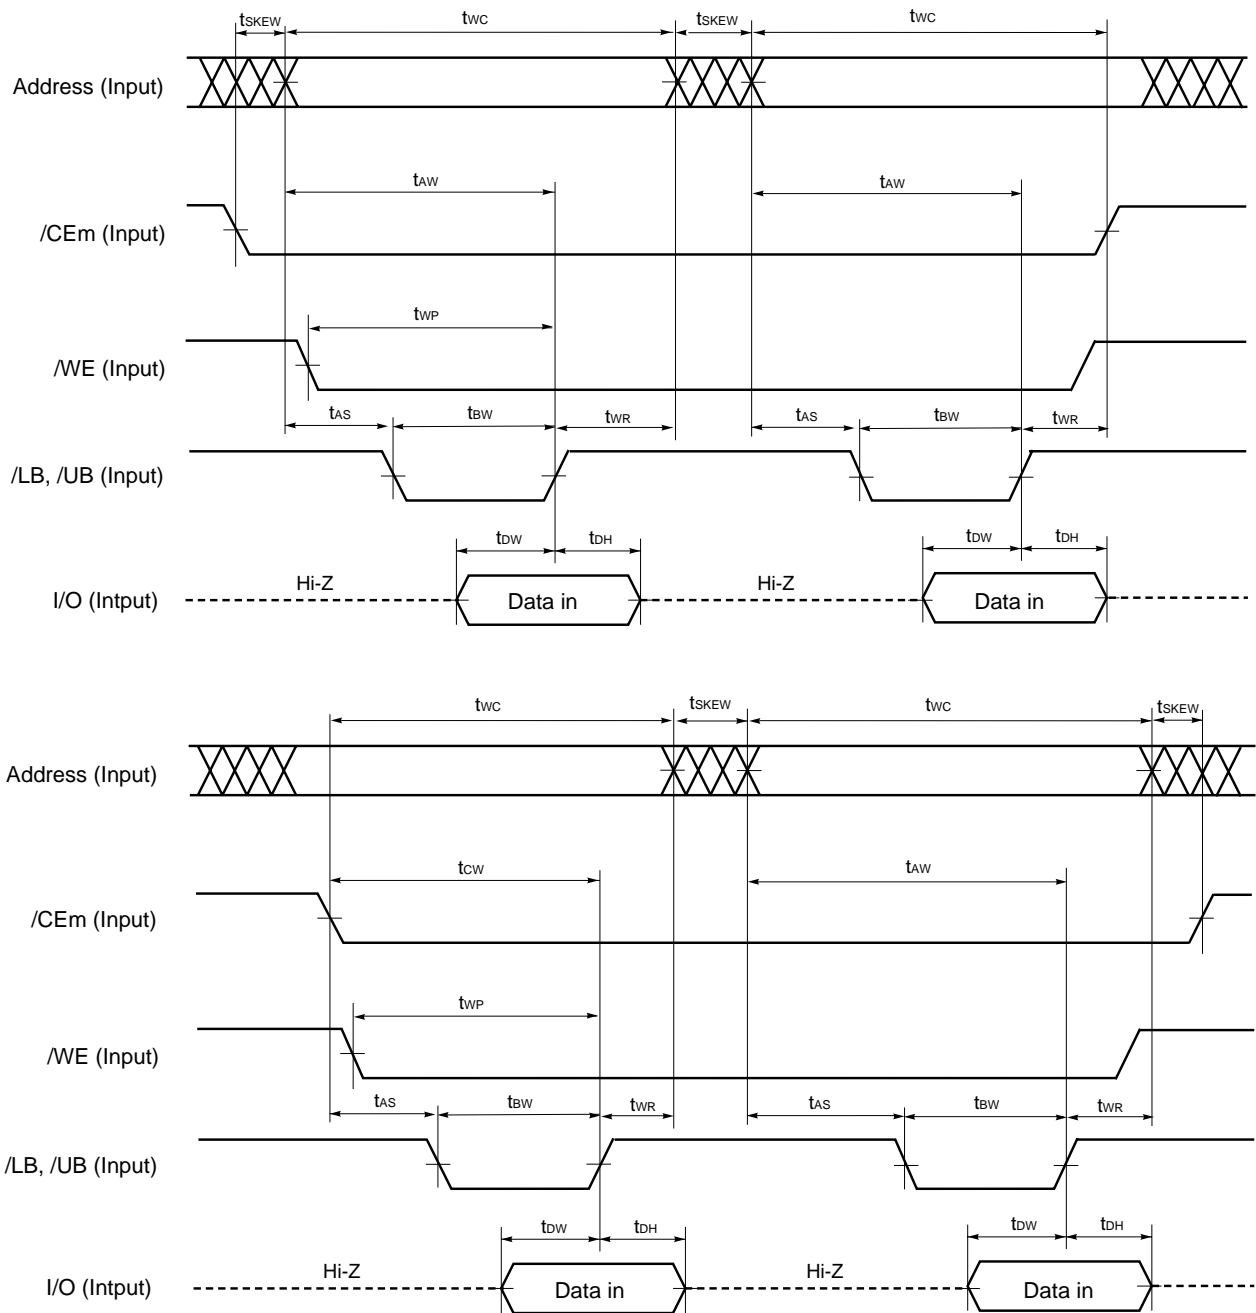 tSKEW tWC tSKEW tWC
Address (Input)
tAW tAW
/CEm (Input)
tWP
/WE (Input)
tAS tBW tWR tAS tBW tWR
/LB, /UB (Input)
tDW tDH tDW tDH
Hi-Z Hi-Z
I/O (Intput) Data in Data in
tWC tSKEW tWC tSKEW
Address (Input)
tCW tAW
/CEm (Input)
tWP
/WE (Input)
tAS tBW tWR tAS tBW tWR
/LB, /UB (Input)
tDW tDH tDW tDH
Hi-Z Hi-Z
I/O (Intput) Data in Data in